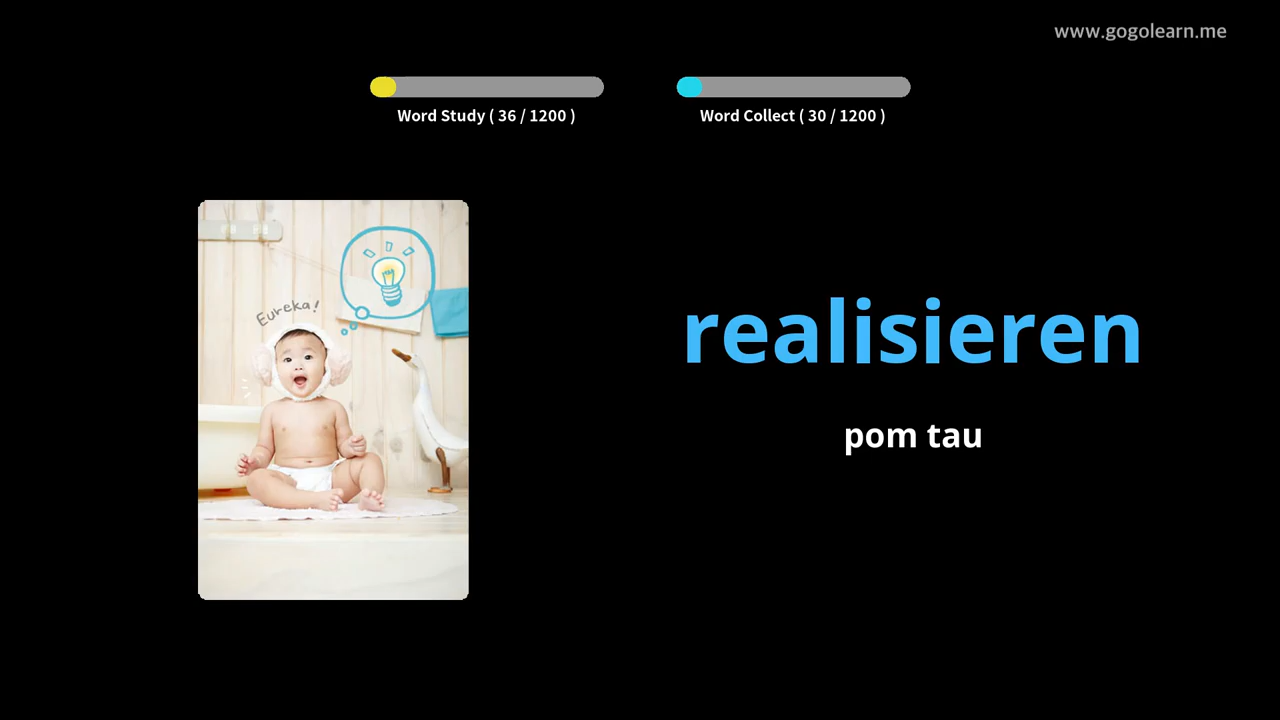 www.gogolearn.me
Word Study ( 36 / 1200 )
Word Collect ( 30 / 1200 )
Eureka!
realisieren
pom tau